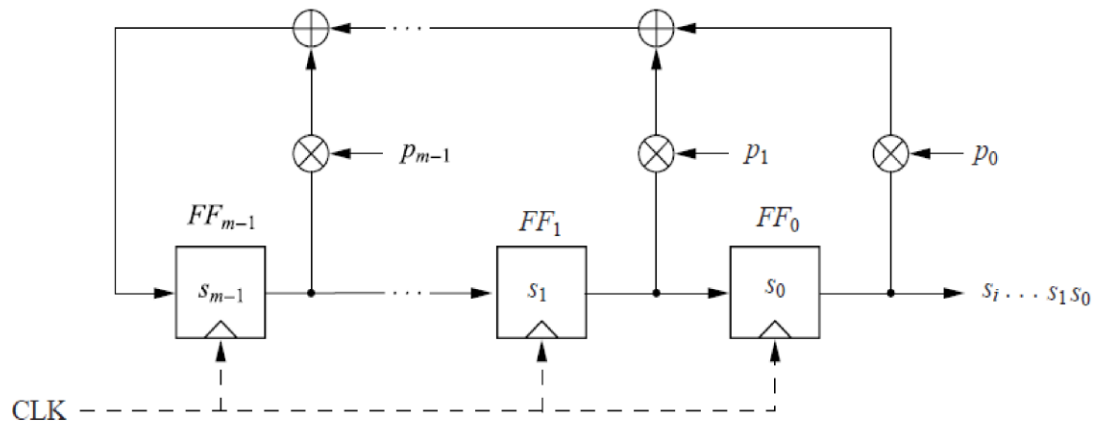 ...
p_{m−1} p_1 p_0
FF_{m−1} FF_1 FF_0
s_{m−1} ... s_1 s_0 s_i ... s_1 s_0
CLK